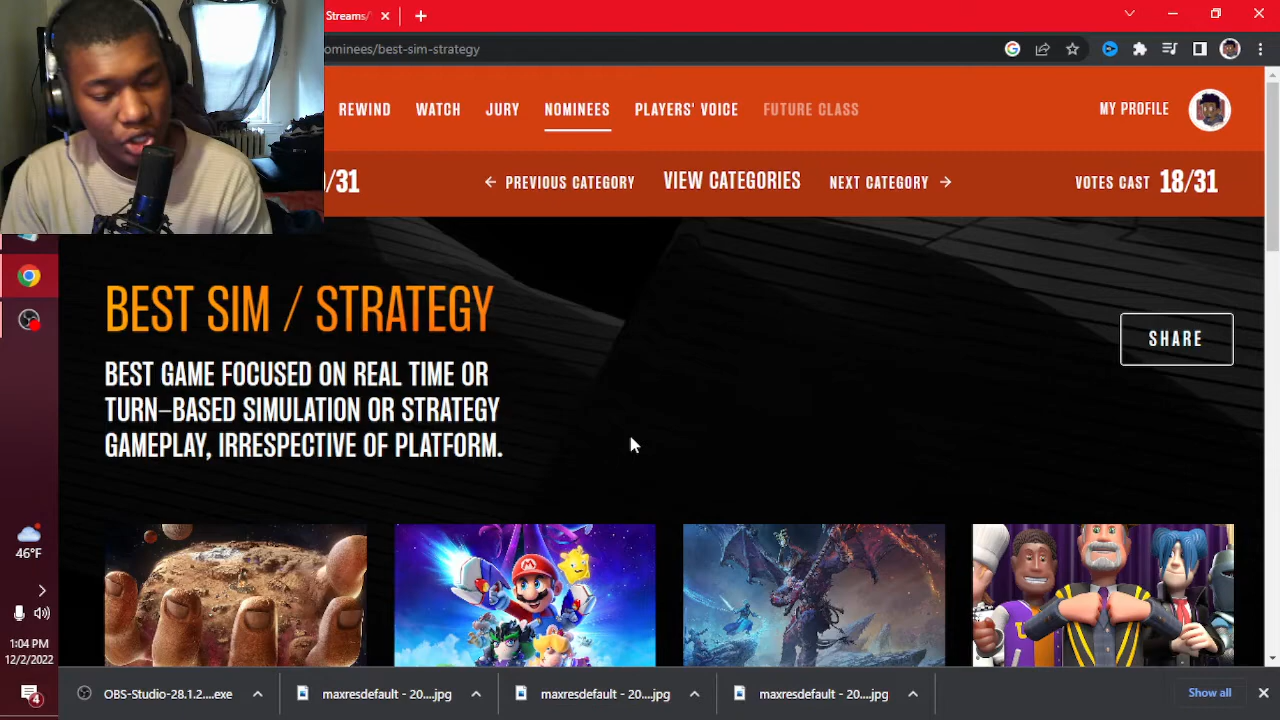 Streams/
ominees/best-sim-strategy
REWIND WATCH JURY NOMINEES PLAYERS' VOICE FUTURE CLASS MY PROFILE
/31 ← PREVIOUS CATEGORY VIEW CATEGORIES NEXT CATEGORY → VOTES CAST 18/31
BEST SIM / STRATEGY
SHARE
BEST GAME FOCUSED ON REAL TIME OR
TURN–BASED SIMULATION OR STRATEGY
GAMEPLAY, IRRESPECTIVE OF PLATFORM.
46°F
1:04 PM
12/2/2022
4
OBS-Studio-28.1.2....exe maxresdefault - 20....jpg maxresdefault - 20....jpg maxresdefault - 20....jpg Show all